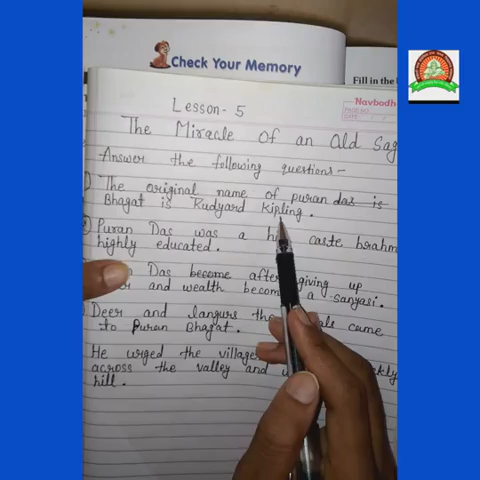 Check Your Memory
Fill in the
Navbodh
PAGE NO.
DATE
Lesson - 5
The Miracle of an Old Sag
Answer the following questions -
The original name of puran das is
Bhagat is Rudyard Kipling.
Puran Das was a caste brahm
highly educated.
Das become after giving up
and wealth become a sanyasi.
Deer and langurs the came
to Puran Bhagat.
He urged the village
across the valley and
hill.